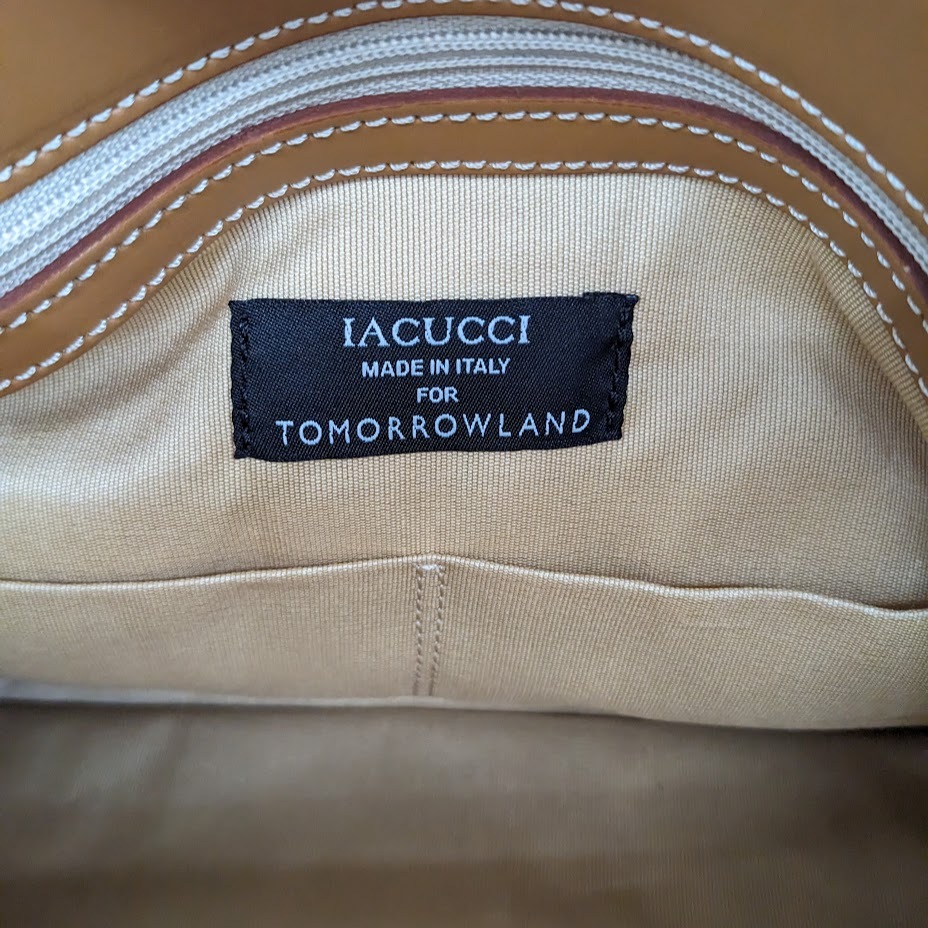 IACUCCI
MADE IN ITALY
FOR
TOMORROWLAND